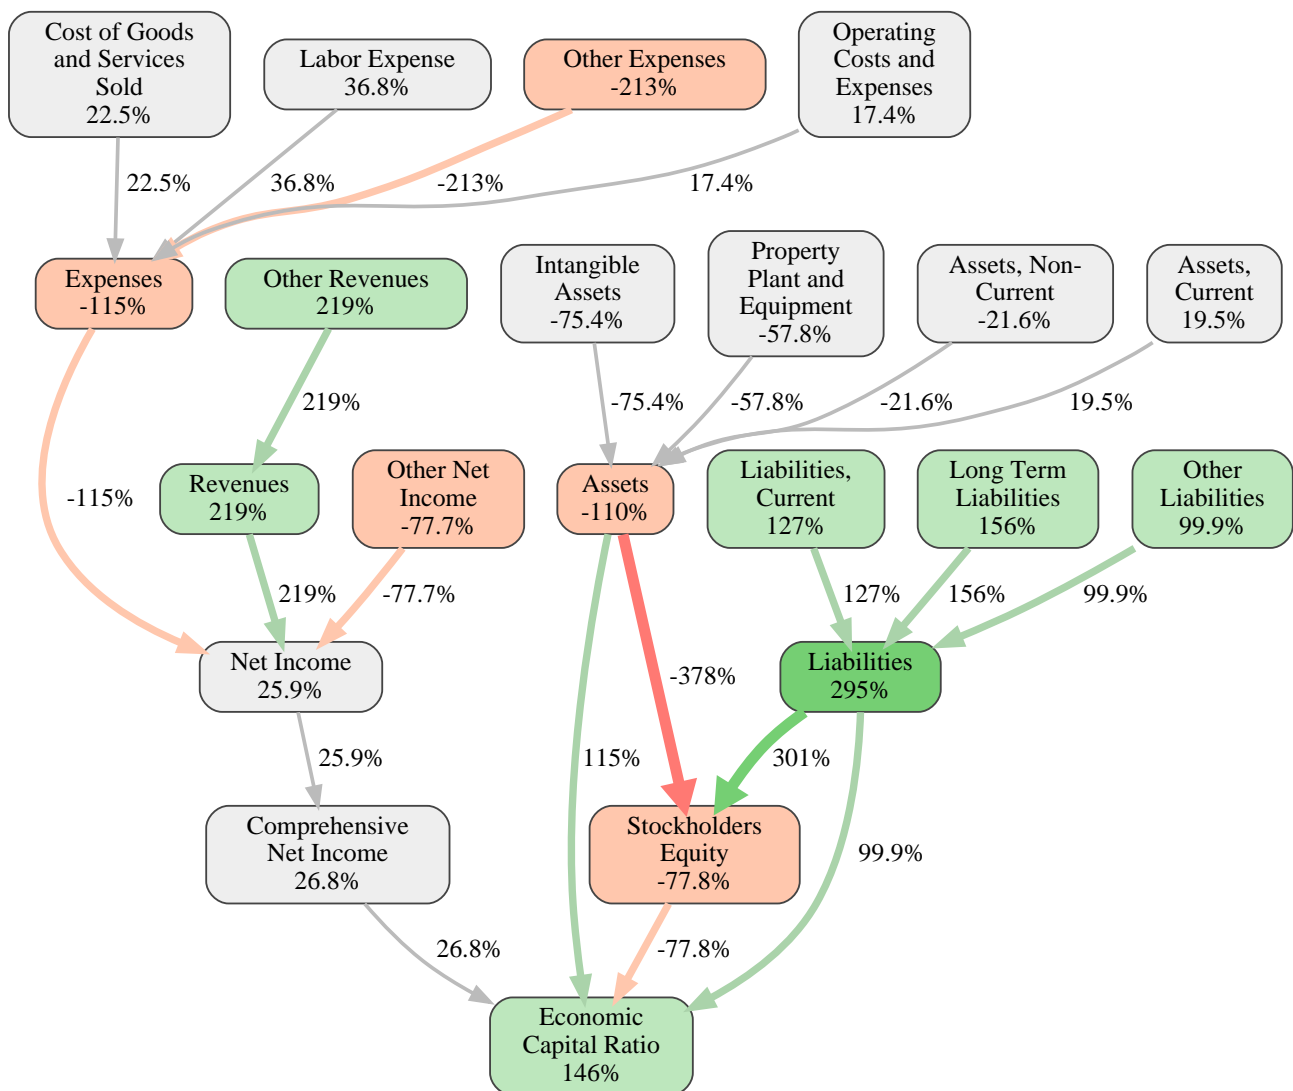 Cost of Goods
and Services
Sold
22.5%
Labor Expense
36.8%
Other Expenses
-213%
Operating
Costs and
Expenses
17.4%
22.5%
36.8%
-213%
17.4%
Expenses
-115%
Other Revenues
219%
Intangible
Assets
-75.4%
Property
Plant and
Equipment
-57.8%
Assets, Non-
Current
-21.6%
Assets,
Current
19.5%
219%
-75.4%
-57.8%
-21.6%
19.5%
-115%
Revenues
219%
Other Net
Income
-77.7%
Assets
-110%
Liabilities,
Current
127%
Long Term
Liabilities
156%
Other
Liabilities
99.9%
219%
-77.7%
127%
156%
99.9%
Net Income
25.9%
-378%
Liabilities
295%
25.9%
115%
301%
Comprehensive
Net Income
26.8%
Stockholders
Equity
-77.8%
99.9%
26.8%
-77.8%
Economic
Capital Ratio
146%